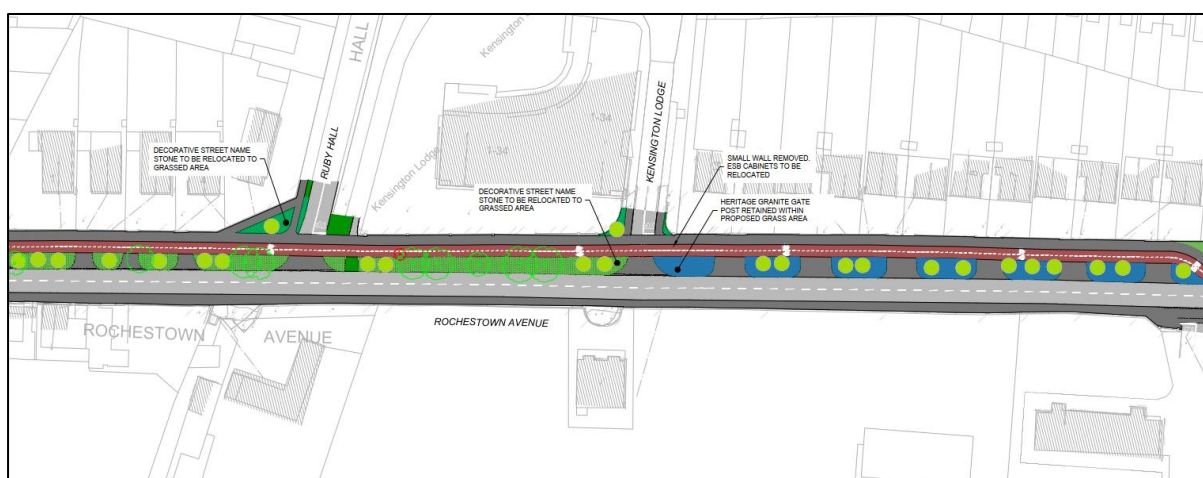 HALL
Kensington
RUBY HALL
Kensington Lodge
1-34
1-34
KENSINGTON LODGE
DECORATIVE STREET NAME
STONE TO BE RELOCATED TO
GRASSED AREA
DECORATIVE STREET NAME
STONE TO BE RELOCATED TO
GRASSED AREA
SMALL WALL REMOVED.
ESB CABINETS TO BE
RELOCATED
HERITAGE GRANITE GATE
POST RETAINED WITHIN
PROPOSED GRASS AREA
ROCHESTOWN AVENUE
ROCHESTOWN AVENUE